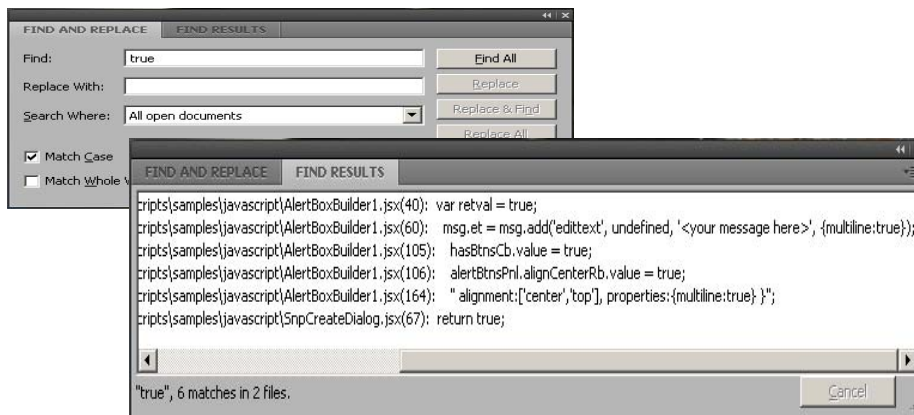 FIND AND REPLACE FIND RESULTS
Find: true Find All
Replace With: Replace
Search Where: All open documents Replace & Find
Replace All
Match Case
Match Whole
FIND AND REPLACE FIND RESULTS
cripts\samples\javascript\AlertBoxBuilder1.jsx(40): var retval = true;
cripts\samples\javascript\AlertBoxBuilder1.jsx(60): msg.et = msg.add('edittext', undefined, '<your message here>', {multiline:true});
cripts\samples\javascript\AlertBoxBuilder1.jsx(105): hasBtnsCb.value = true;
cripts\samples\javascript\AlertBoxBuilder1.jsx(106): alertBtnsPnl.alignCenterRb.value = true;
cripts\samples\javascript\AlertBoxBuilder1.jsx(164): " alignment:['center','top'], properties:{multiline:true} }";
cripts\samples\javascript\SnpCreateDialog.jsx(67): return true;
"true", 6 matches in 2 files. Cancel